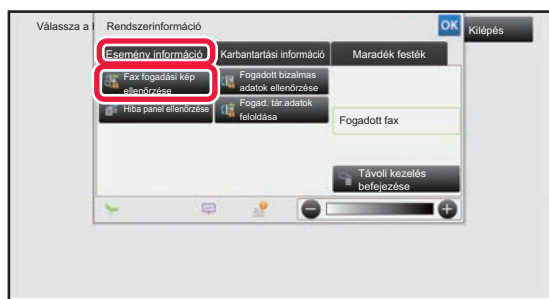 Válassza a
Rendszerinformáció
OK
Kilépés
Esemény információ
Karbantartási információ
Maradék festék
Fax fogadási kép
ellenőrzése
Fogadott bizalmas
adatok ellenőrzése
Hiba panel ellenőrzése
Fogad. tár.adatok
feloldása
Fogadott fax
Távoli kezelés
befejezése